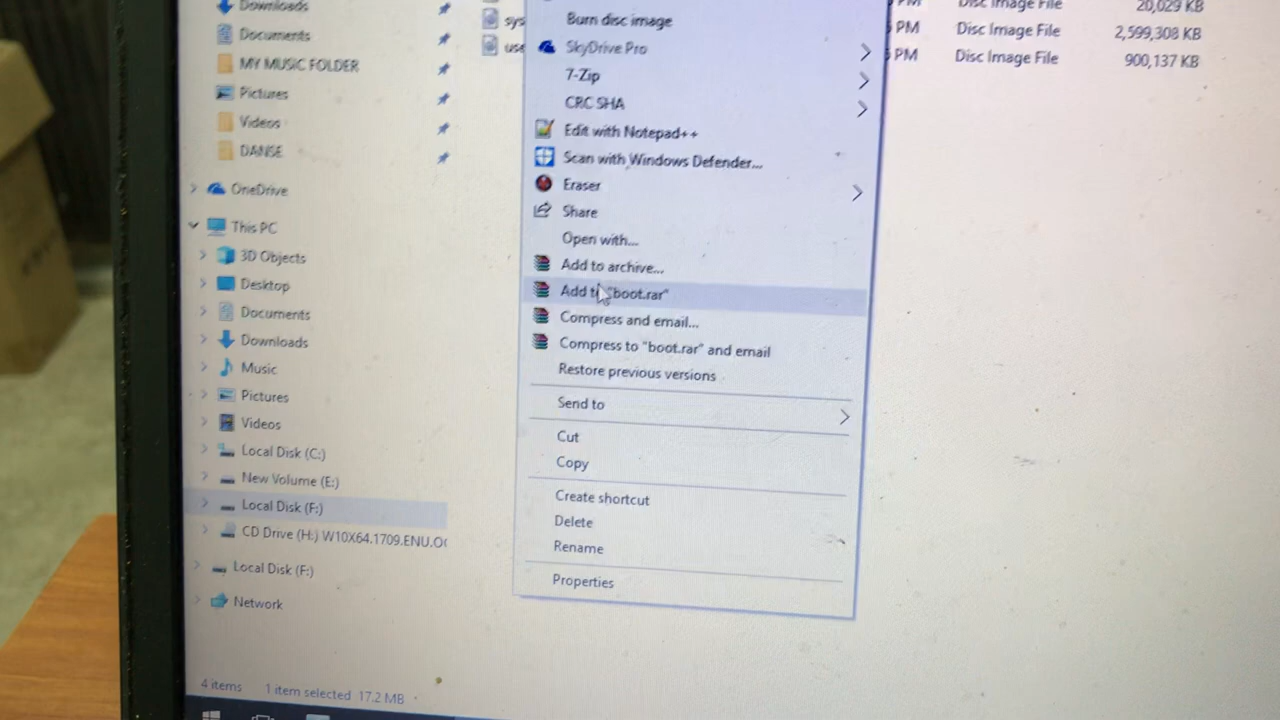 Downloads
Documents
MY MUSIC FOLDER
Pictures
Videos
DANSE
OneDrive
This PC
3D Objects
Desktop
Documents
Downloads
Music
Pictures
Videos
Local Disk (C:)
New Volume (E:)
Local Disk (F:)
CD Drive (H:) W10X64.1709.ENU.O
Local Disk (F:)
Network
4 items 1 item selected 17.2 MB
sys
use
Burn disc image
SkyDrive Pro
7-Zip
CRC SHA
Edit with Notepad++
Scan with Windows Defender...
Eraser
Share
Open with...
Add to archive...
Add to "boot.rar"
Compress and email...
Compress to "boot.rar" and email
Restore previous versions
Send to
Cut
Copy
Create shortcut
Delete
Rename
Properties
PM Disc Image File 20,029 KB
PM Disc Image File 2,599,308 KB
PM Disc Image File 900,137 KB